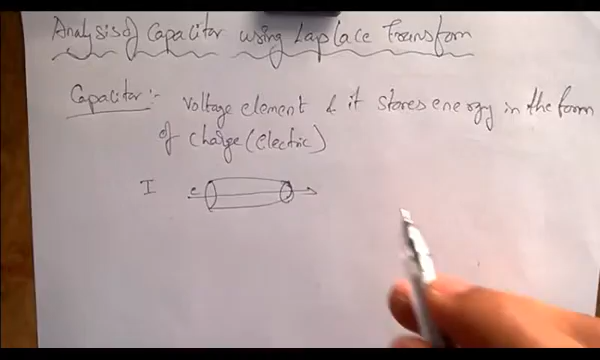 Analysis of Capacitor using Laplace Transform
Capacitor:- Voltage element & it stores energy in the form
of charge (Electric)
I